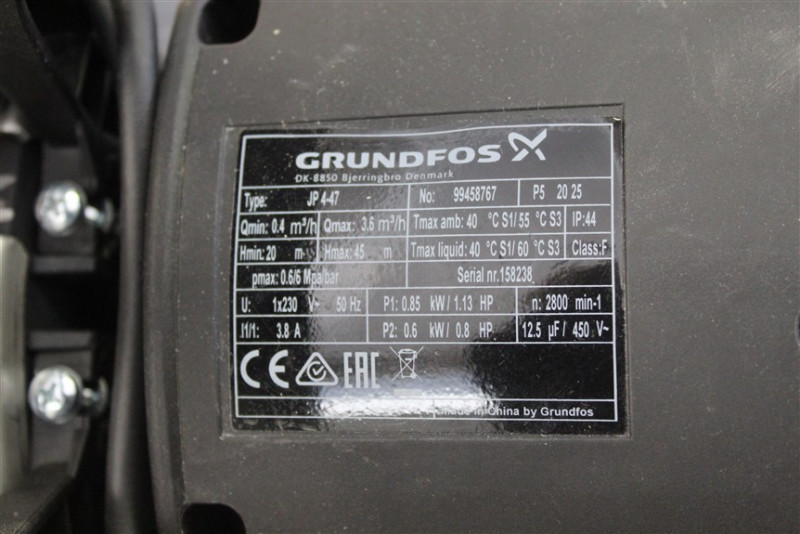 GRUNDFOS
DK-8850 Bjerringbro Denmark
Type: JP 4-47 No: 99458767 P5 20 25
Qmin: 0.4 m³/h Qmax: 3.6 m³/h Tmax amb: 40 °C S1/ 55 °C S3 IP:44
Hmin: 20 m Hmax: 45 m Tmax liquid: 40 °C S1/ 60 °C S3 Class:F
pmax: 0.6/6 Mpa/bar Serial nr.158238
U: 1x230 V~ 50 Hz P1: 0.85 kW/ 1.13 HP n: 2800 min-1
I1/1: 3.8 A P2: 0.6 kW/ 0.8 HP 12.5 µF/ 450 V~
CE EAC
Made in China by Grundfos